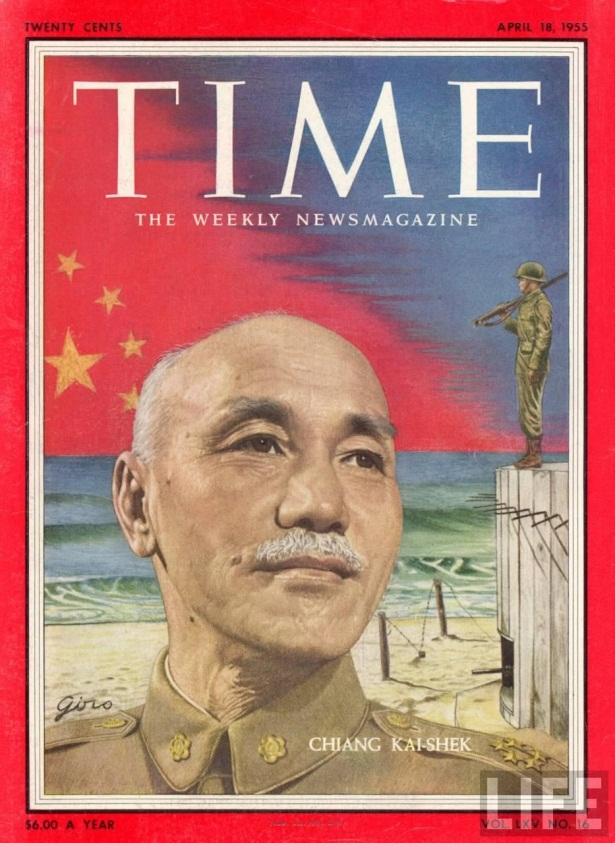 TWENTY CENTS
APRIL 18, 1955
TIME
THE WEEKLY NEWSMAGAZINE
giro
CHIANG KAI-SHEK
$6.00 A YEAR
VOL. LXV NO. 16
LIFE